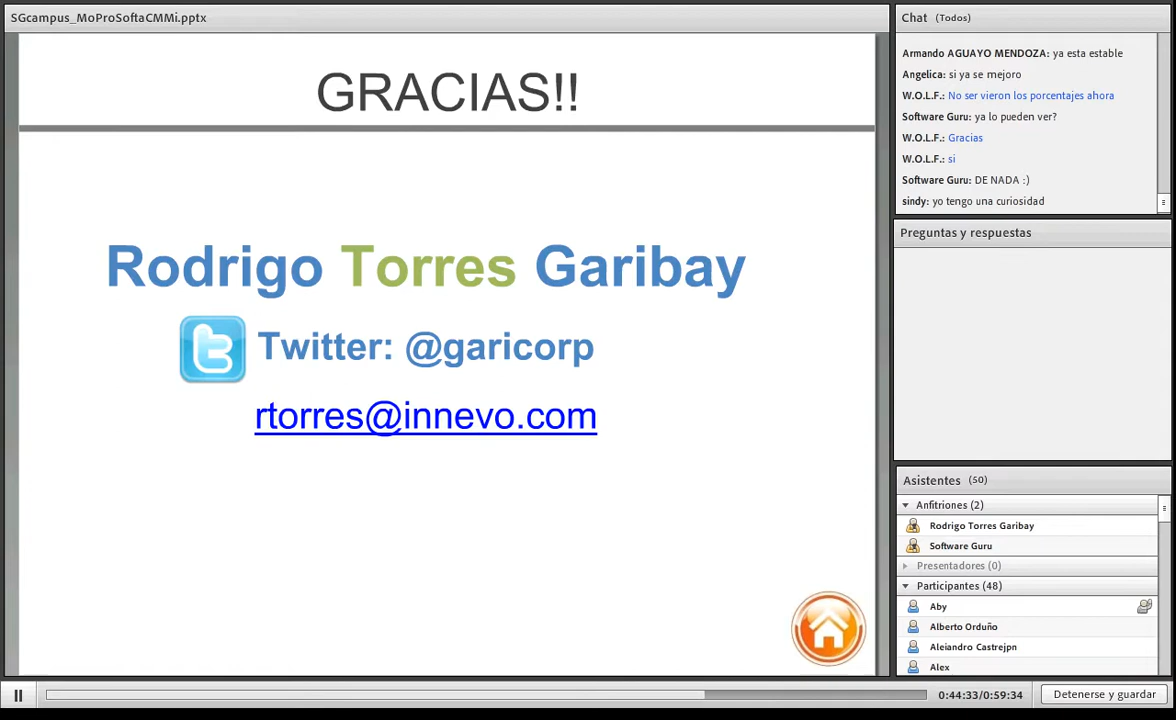 SGcampus_MoProSoftaCMMi.pptx
GRACIAS!!
Rodrigo Torres Garibay
Twitter: @garicorp
rtorres@innevo.com
Chat (Todos)
Armando AGUAYO MENDOZA: ya esta estable
Angelica: si ya se mejoro
W.O.L.F.: No ser vieron los porcentajes ahora
Software Guru: ya lo pueden ver?
W.O.L.F.: Gracias
W.O.L.F.: si
Software Guru: DE NADA :)
sindy: yo tengo una curiosidad
Preguntas y respuestas
Asistentes (50)
Anfitriones (2)
Rodrigo Torres Garibay
Software Guru
Presentadores (0)
Participantes (48)
Aby
Alberto Orduño
Alejandro Castrejpn
Alex
0:44:33/0:59:34
Detenerse y guardar